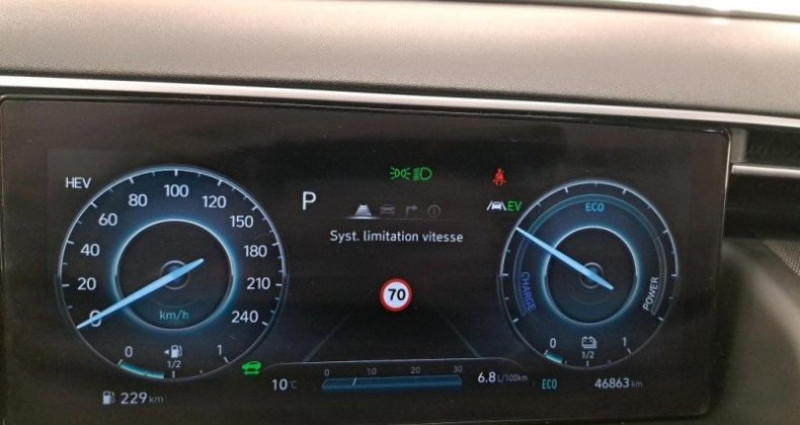 HEV
0
20
40
60
80
100
120
150
180
210
240
km/h
0 1/2 1
229 km
P
EV
Syst. limitation vitesse
70
0 10 20 30
10°C
6.8 L/100km
ECO
CHARGE
POWER
0 1/2 1
ECO
46863 km